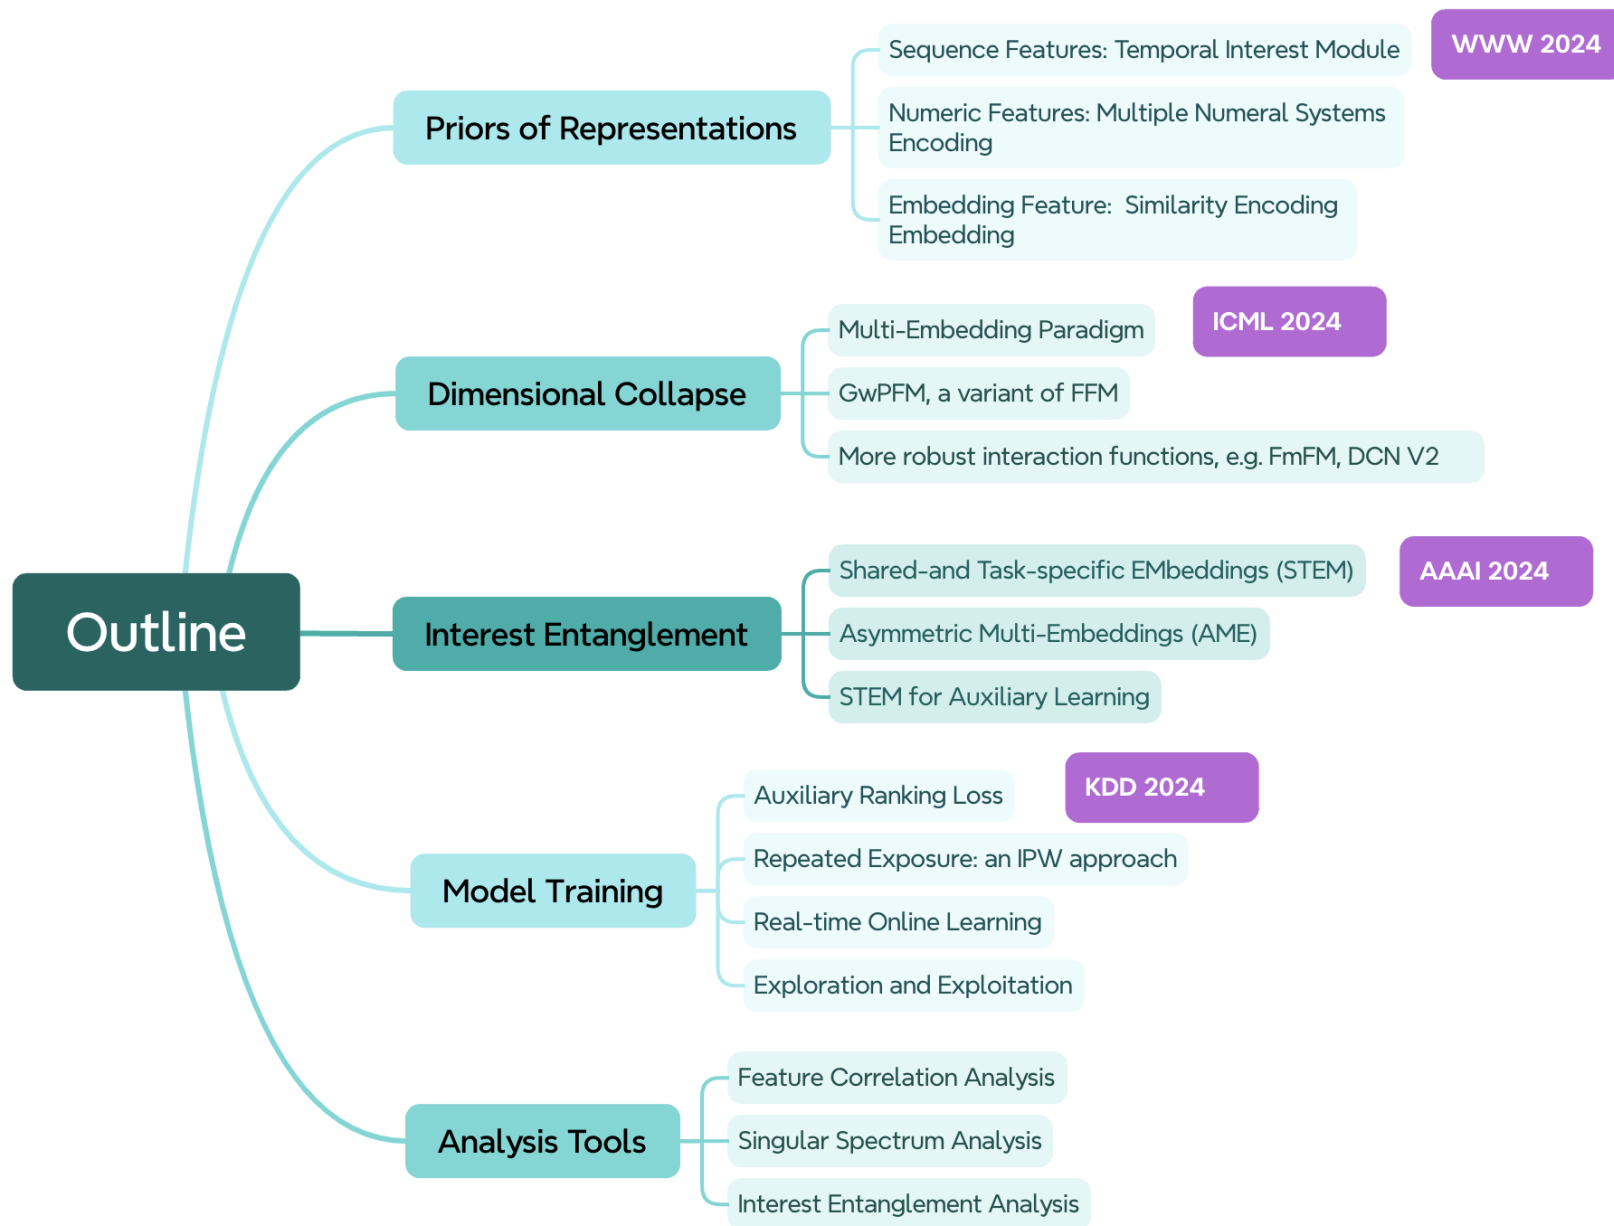 Outline
Priors of Representations
Sequence Features: Temporal Interest Module
WWW 2024
Numeric Features: Multiple Numeral Systems
Encoding
Embedding Feature:  Similarity Encoding
Embedding
Dimensional Collapse
Multi-Embedding Paradigm
ICML 2024
GwPFM, a variant of FFM
More robust interaction functions, e.g. FmFM, DCN V2
Interest Entanglement
Shared-and Task-specific EMbeddings (STEM)
AAAI 2024
Asymmetric Multi-Embeddings (AME)
STEM for Auxiliary Learning
Model Training
Auxiliary Ranking Loss
KDD 2024
Repeated Exposure: an IPW approach
Real-time Online Learning
Exploration and Exploitation
Analysis Tools
Feature Correlation Analysis
Singular Spectrum Analysis
Interest Entanglement Analysis